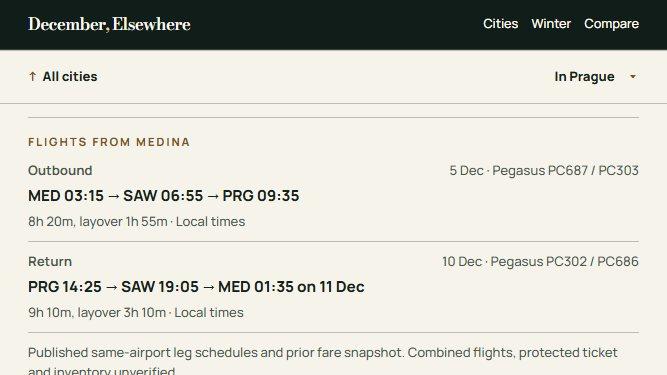 December, Elsewhere
Cities Winter Compare
↑ All cities
In Prague
FLIGHTS FROM MEDINA
Outbound
5 Dec · Pegasus PC687 / PC303
MED 03:15 → SAW 06:55 → PRG 09:35
8h 20m, layover 1h 55m · Local times
Return
10 Dec · Pegasus PC302 / PC686
PRG 14:25 → SAW 19:05 → MED 01:35 on 11 Dec
9h 10m, layover 3h 10m · Local times
Published same-airport leg schedules and prior fare snapshot. Combined flights, protected ticket
and inventory unverified